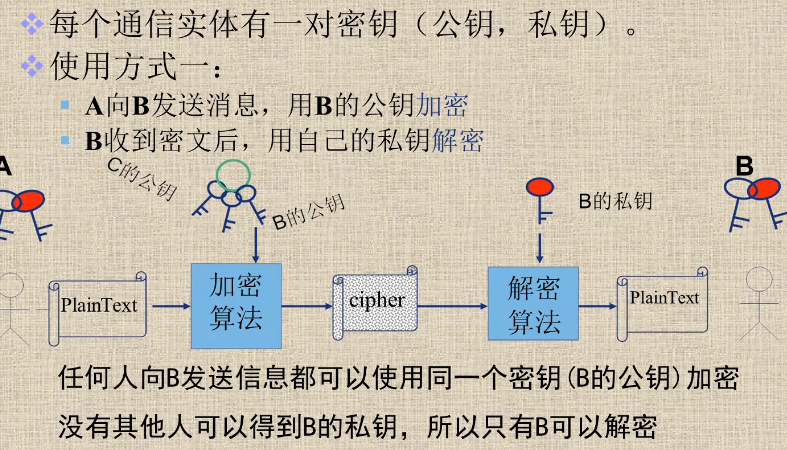 每个通信实体有一对密钥（公钥，私钥）。
使用方式一：
A向B发送消息，用B的公钥加密
B收到密文后，用自己的私钥解密
A
C的公钥
B的公钥
B的私钥
B
PlainText
加密
算法
cipher
解密
算法
PlainText
任何人向B发送信息都可以使用同一个密钥(B的公钥)加密
没有其他人可以得到B的私钥，所以只有B可以解密